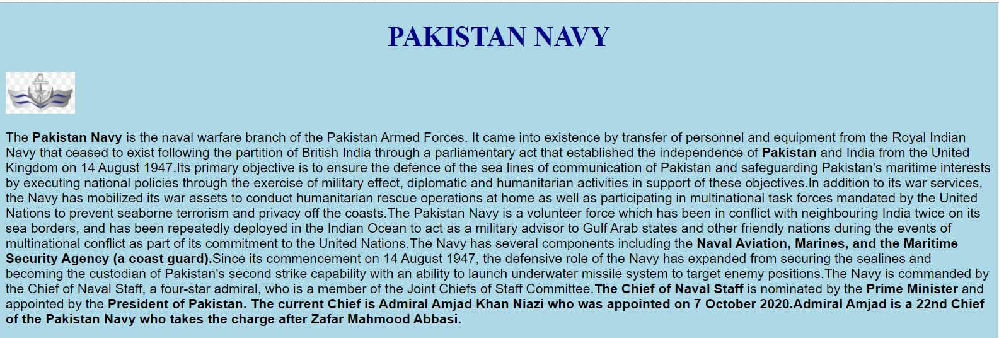 PAKISTAN NAVY
The Pakistan Navy is the naval warfare branch of the Pakistan Armed Forces. It came into existence by transfer of personnel and equipment from the Royal Indian
Navy that ceased to exist following the partition of British India through a parliamentary act that established the independence of Pakistan and India from the United
Kingdom on 14 August 1947.Its primary objective is to ensure the defence of the sea lines of communication of Pakistan and safeguarding Pakistan's maritime interests
by executing national policies through the exercise of military effect, diplomatic and humanitarian activities in support of these objectives.In addition to its war services,
the Navy has mobilized its war assets to conduct humanitarian rescue operations at home as well as participating in multinational task forces mandated by the United
Nations to prevent seaborne terrorism and privacy off the coasts.The Pakistan Navy is a volunteer force which has been in conflict with neighbouring India twice on its
sea borders, and has been repeatedly deployed in the Indian Ocean to act as a military advisor to Gulf Arab states and other friendly nations during the events of
multinational conflict as part of its commitment to the United Nations.The Navy has several components including the Naval Aviation, Marines, and the Maritime
Security Agency (a coast guard).Since its commencement on 14 August 1947, the defensive role of the Navy has expanded from securing the sealines and
becoming the custodian of Pakistan's second strike capability with an ability to launch underwater missile system to target enemy positions.The Navy is commanded by
the Chief of Naval Staff, a four-star admiral, who is a member of the Joint Chiefs of Staff Committee.The Chief of Naval Staff is nominated by the Prime Minister and
appointed by the President of Pakistan. The current Chief is Admiral Amjad Khan Niazi who was appointed on 7 October 2020.Admiral Amjad is a 22nd Chief
of the Pakistan Navy who takes the charge after Zafar Mahmood Abbasi.